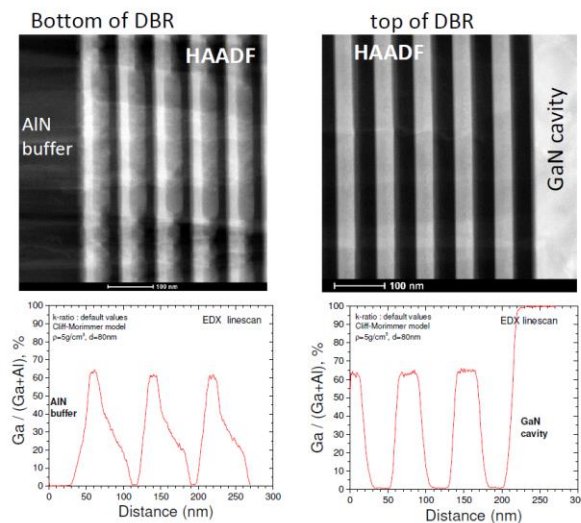 Bottom of DBR
top of DBR
HAADF
HAADF
AlN
buffer
GaN cavity
100 nm
100 nm
Ga / (Ga+Al), %
100
90
80
70
60
50
40
30
20
10
0
k-ratio : default values
Cliff-Morimmer model
ρ=5g/cm³, d=80nm
EDX linescan
AlN
buffer
0 50 100 150 200 250 300
Distance (nm)
Ga / (Ga+Al), %
100
90
80
70
60
50
40
30
20
10
0
k-ratio : default values
Cliff-Morimmer model
ρ=5g/cm³, d=80nm
EDX linescan
GaN
cavity
0 50 100 150 200 250 30
Distance (nm)